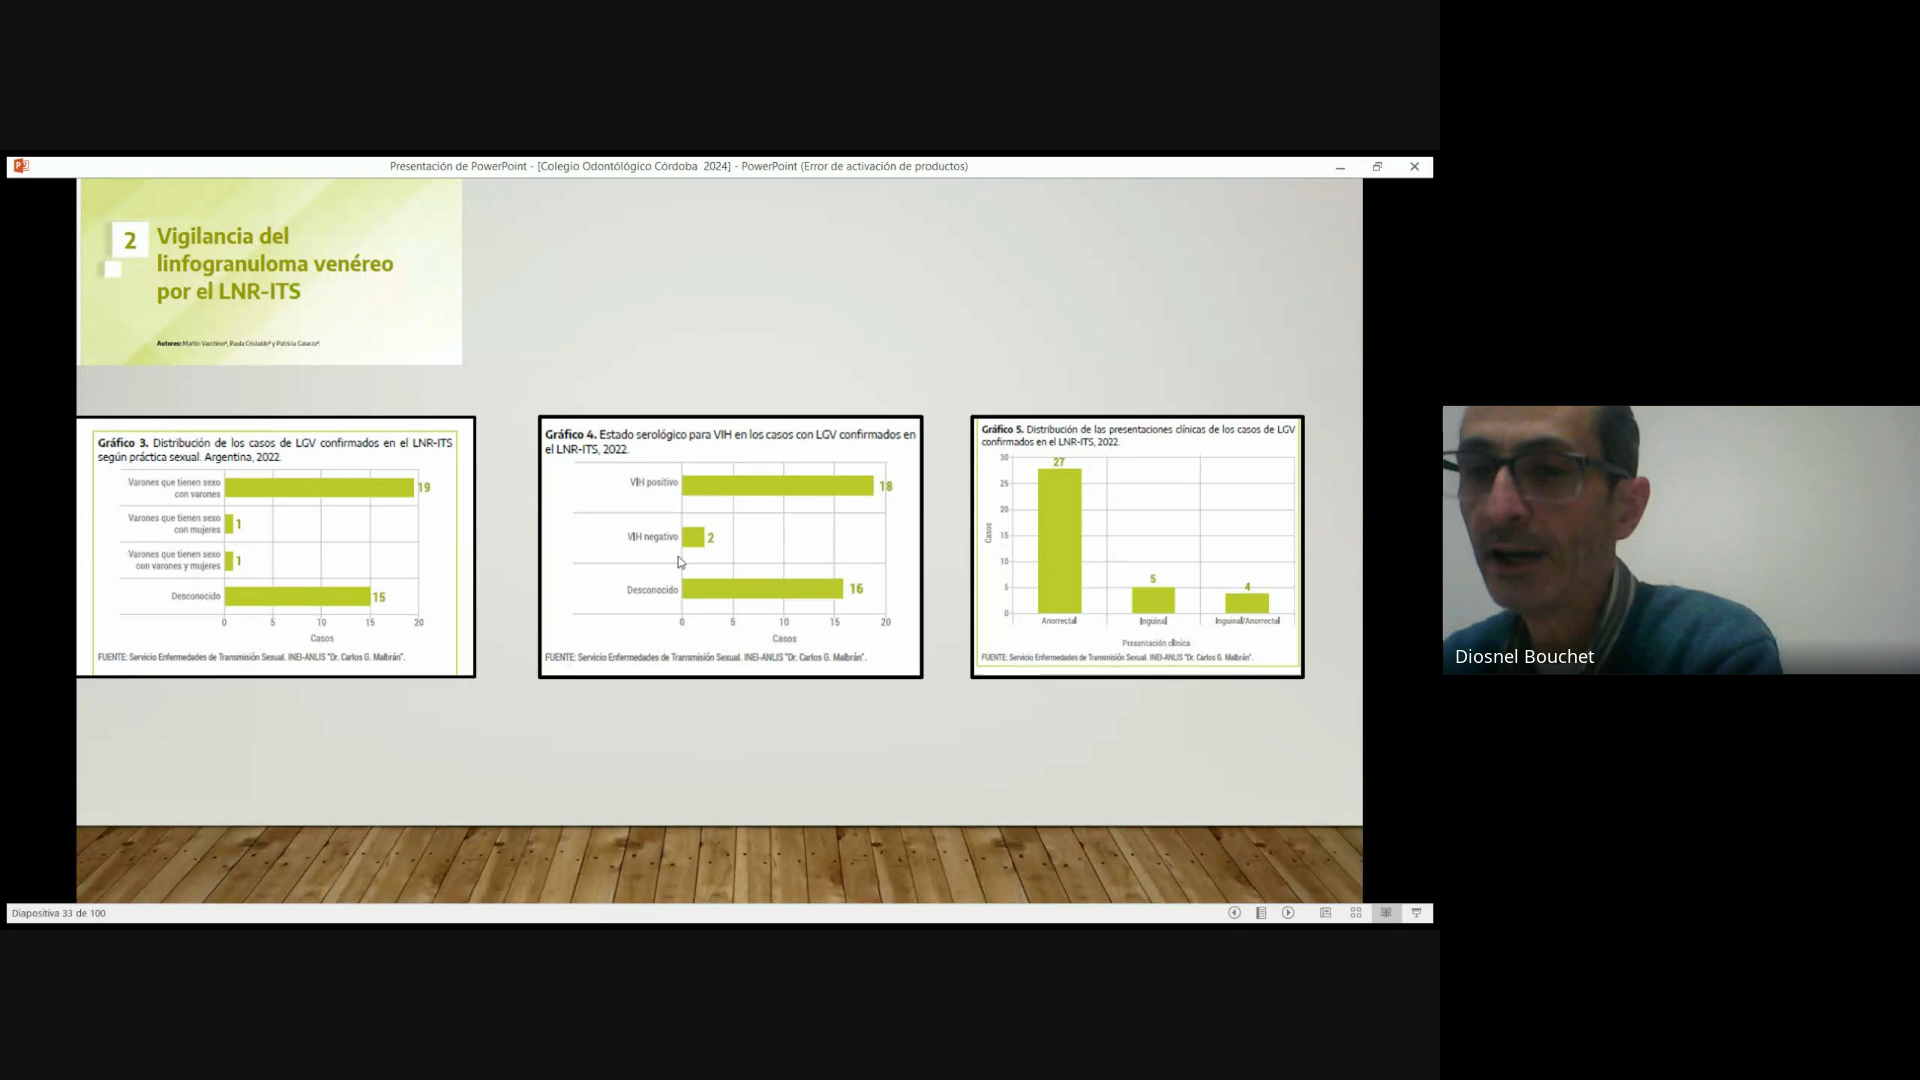 Presentación de PowerPoint - [Colegio Odontólógico Córdoba 2024] - PowerPoint (Error de activación de productos)
2
Vigilancia del
linfogranuloma venéreo
por el LNR-ITS
Autores: Martín Vacchino, Paula Cristaldo y Patricia Galarza
Gráfico 3. Distribución de los casos de LGV confirmados en el LNR-ITS
según práctica sexual. Argentina, 2022.
Varones que tienen sexo
con varones
19
Varones que tienen sexo
con mujeres
1
Varones que tienen sexo
con varones y mujeres
1
Desconocido
15
0 5 10 15 20
Casos
FUENTE: Servicio Enfermedades de Transmisión Sexual. INEI-ANLIS "Dr. Carlos G. Malbrán".
Gráfico 4. Estado serológico para VIH en los casos con LGV confirmados en
el LNR-ITS, 2022.
VIH positivo
18
VIH negativo
2
Desconocido
16
0 5 10 15 20
Casos
FUENTE: Servicio Enfermedades de Transmisión Sexual. INEI-ANLIS "Dr. Carlos G. Malbrán".
Gráfico 5. Distribución de las presentaciones clínicas de los casos de LGV
confirmados en el LNR-ITS, 2022.
30
25
20
15
10
5
0
Casos
27
5
4
Anorrectal Inguinal Inguinal/Anorrectal
Presentación clínica
FUENTE: Servicio Enfermedades de Transmisión Sexual. INEI-ANLIS "Dr. Carlos G. Malbrán".
Diosnel Bouchet
Diapositiva 33 de 100